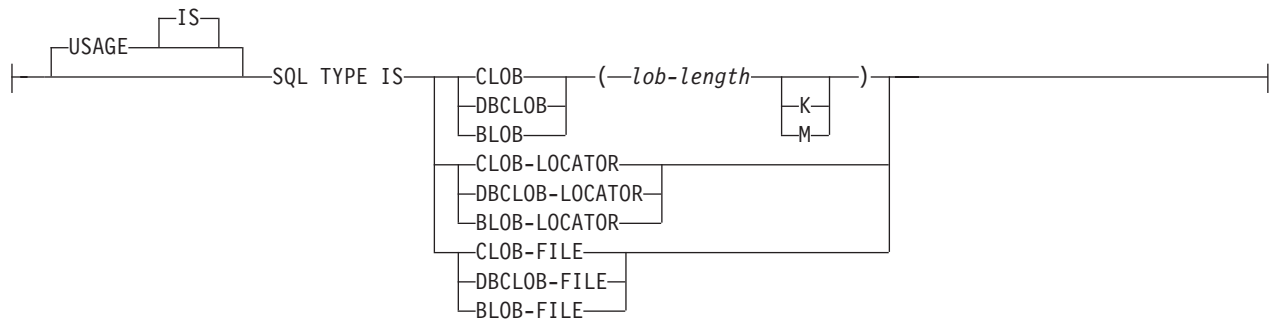 IS
USAGE
SQL TYPE IS CLOB ( lob-length )
DBCLOB K
BLOB M
CLOB-LOCATOR
DBCLOB-LOCATOR
BLOB-LOCATOR
CLOB-FILE
DBCLOB-FILE
BLOB-FILE